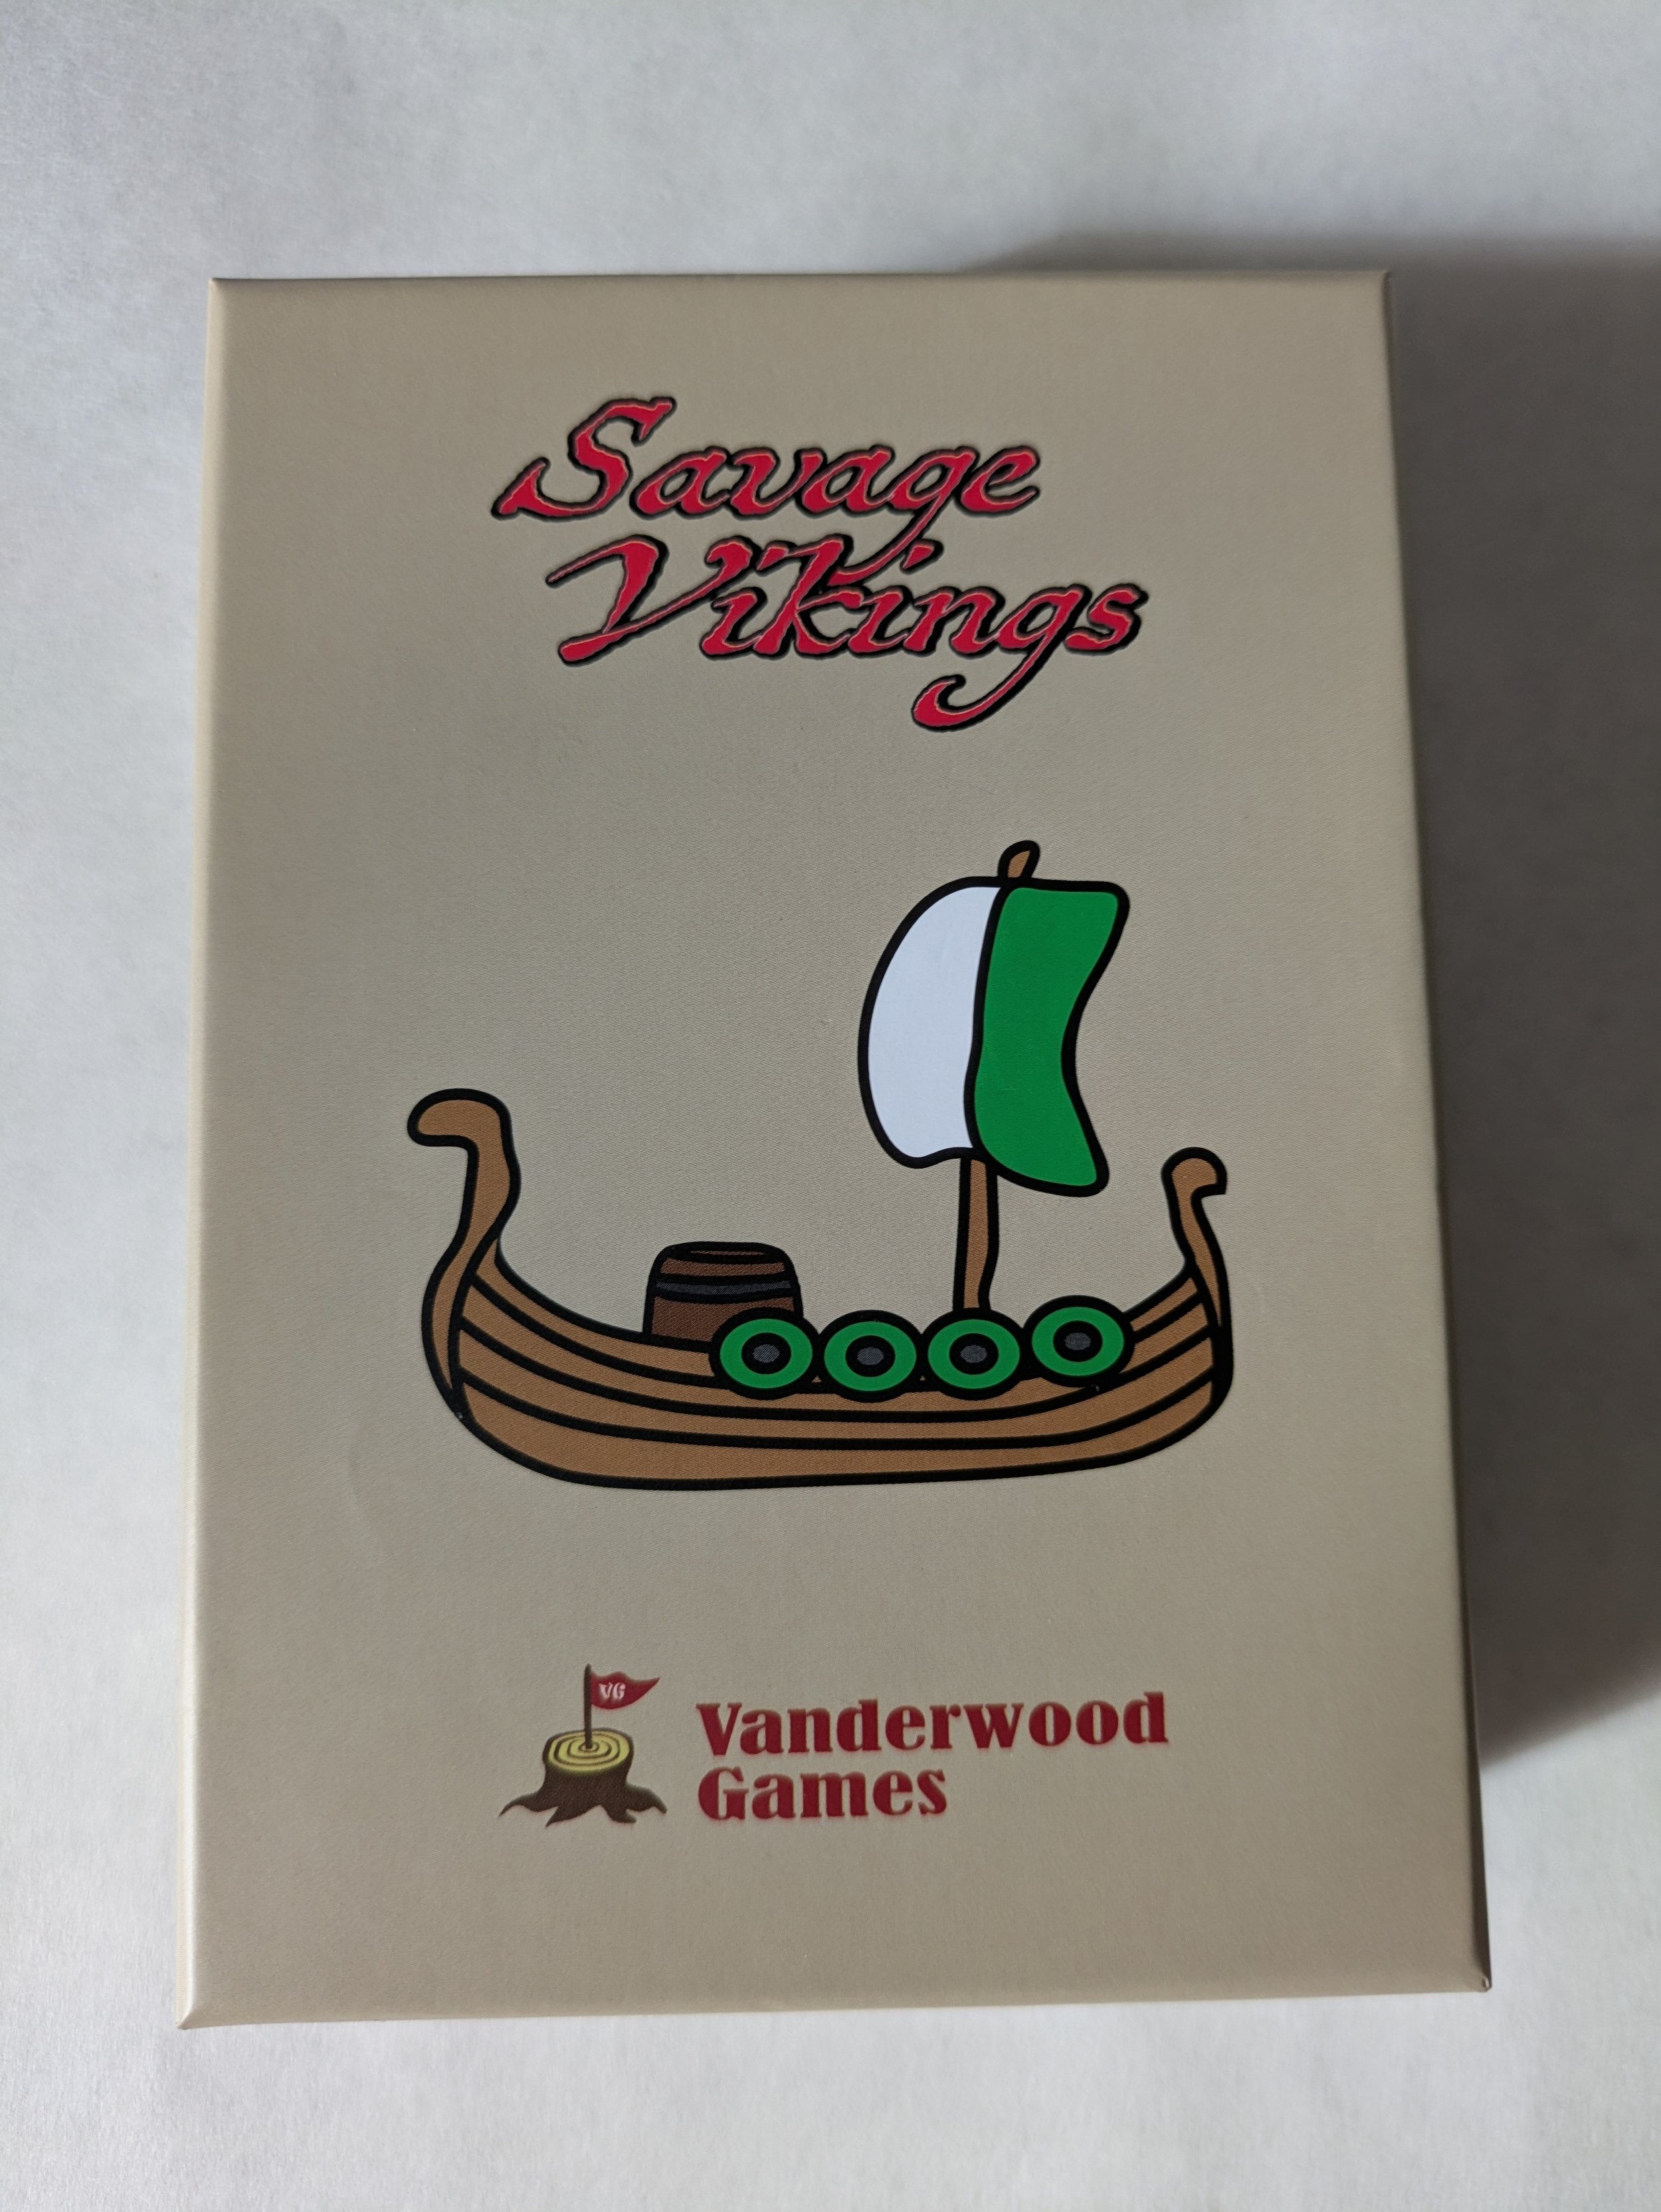 Savage
Vikings
VG
Vanderwood
Games